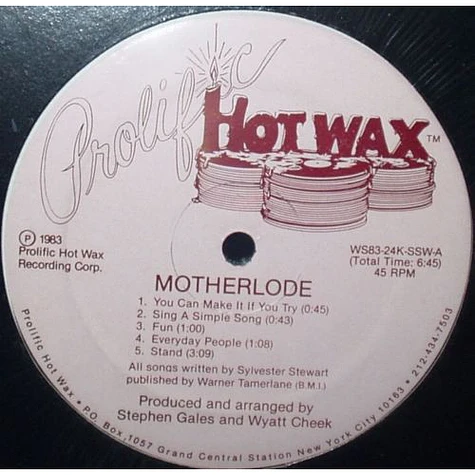 Prolific
HOT WAX™
℗ 1983
Prolific Hot Wax
Recording Corp.
WS83-24K-SSW-A
(Total Time: 6:45)
45 RPM
MOTHERLODE
1. You Can Make It If You Try (0:45)
2. Sing A Simple Song (0:43)
3. Fun (1:00)
4. Everyday People (1:08)
5. Stand (3:09)
All songs written by Sylvester Stewart
published by Warner Tamerlane (B.M.I.)
Produced and arranged by
Stephen Gales and Wyatt Cheek
Prolific Hot Wax • P.O. Box,1057 Grand Central Station New York City 10163 • 212-434-7503